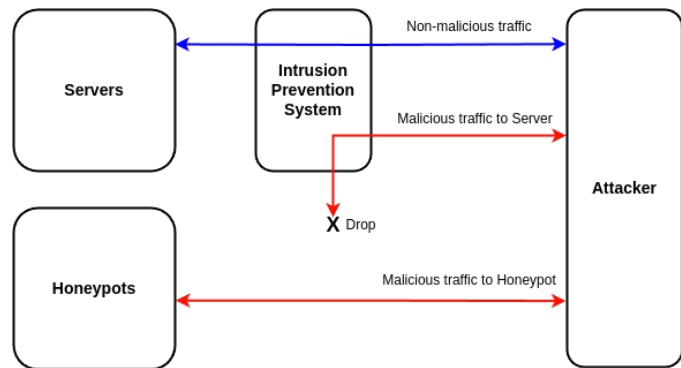 Non-malicious traffic
Servers
Intrusion
Prevention
System
Malicious traffic to Server
Attacker
X Drop
Honeypots
Malicious traffic to Honeypot